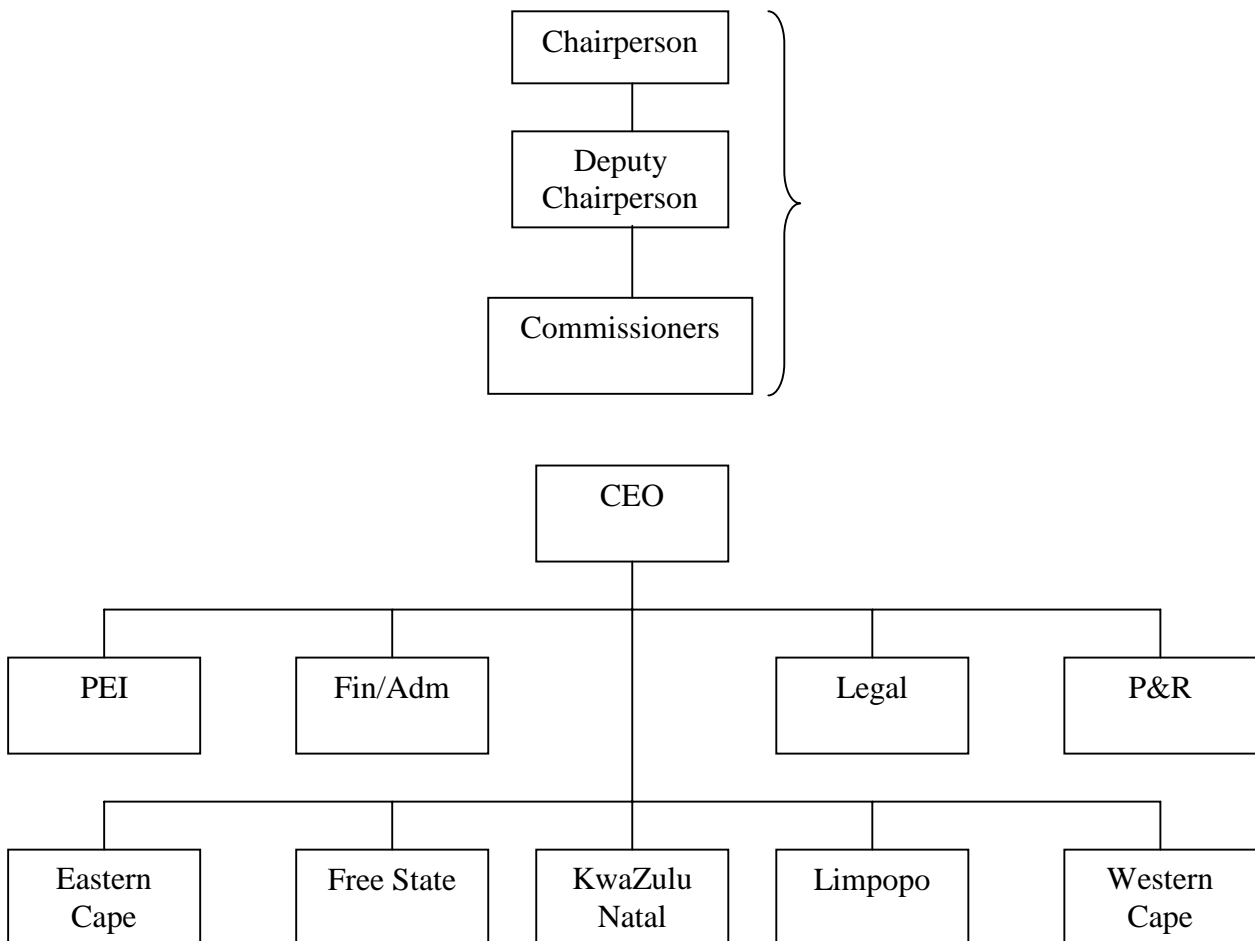 Chairperson
Deputy
Chairperson
Commissioners
CEO
PEI
Fin/Adm
Legal
P&R
Eastern
Cape
Free State
KwaZulu
Natal
Limpopo
Western
Cape